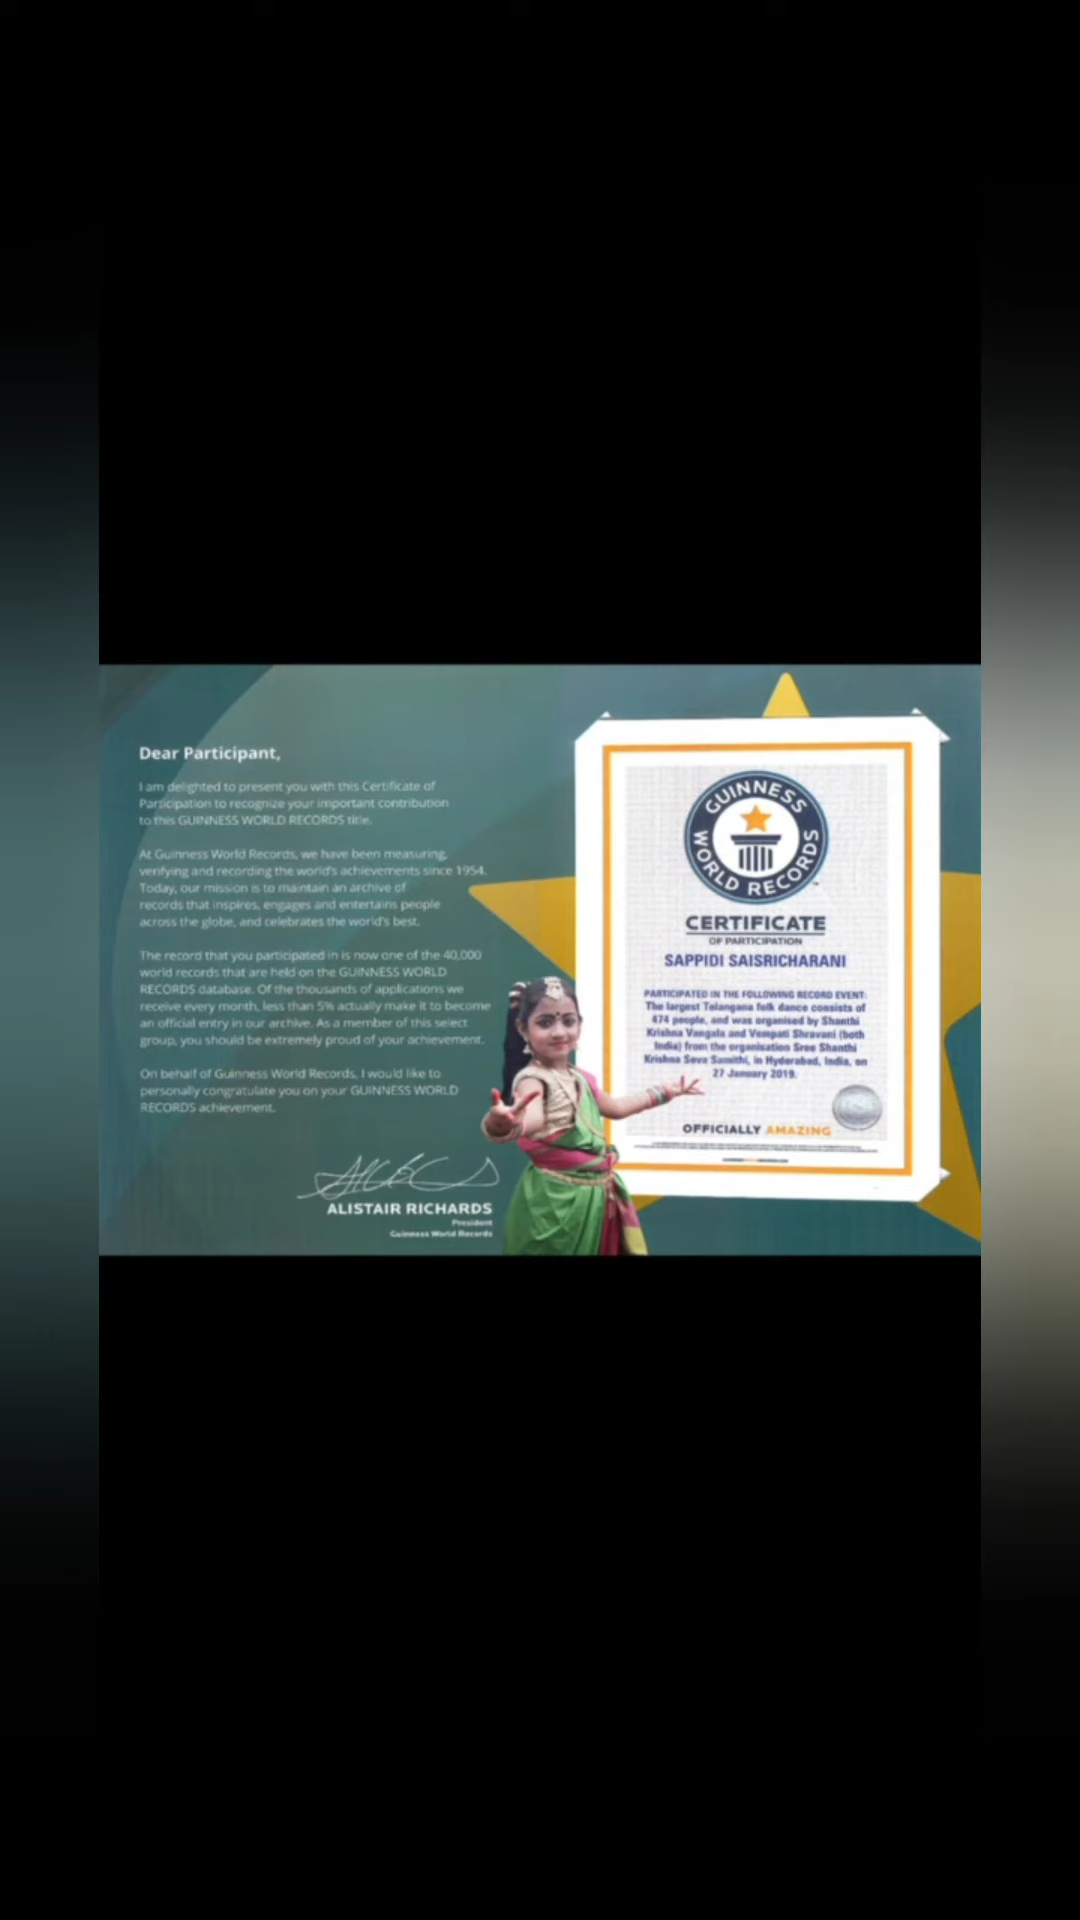 Dear Participant,
I am delighted to present you with this Certificate of
Participation to recognize your important contribution
to this GUINNESS WORLD RECORDS title.
At Guinness World Records, we have been measuring,
verifying and recording the world's achievements since 1954.
Today, our mission is to maintain an archive of
records that inspires, engages and entertains people
across the globe, and celebrates the world's best.
The record that you participated in is now one of the 40,000
world records that are held on the GUINNESS WORLD
RECORDS database. Of the thousands of applications we
receive every month, less than 5% actually make it to become
an official entry in our archive. As a member of this select
group, you should be extremely proud of your achievement.
On behalf of Guinness World Records, I would like to
personally congratulate you on your GUINNESS WORLD
RECORDS achievement.
ALISTAIR RICHARDS
President
Guinness World Records
GUINNESS
WORLD RECORDS
CERTIFICATE
OF PARTICIPATION
SAPPIDI SAISRICHARANI
PARTICIPATED IN THE FOLLOWING RECORD EVENT:
The largest Telangana folk dance consists of
474 people, and was organised by Shanthi
Krishna Vangala and Vempati Shravani (both
India) from the organisation Sree Shanthi
Krishna Seva Samithi, in Hyderabad, India, on
27 January 2019.
OFFICIALLY AMAZING